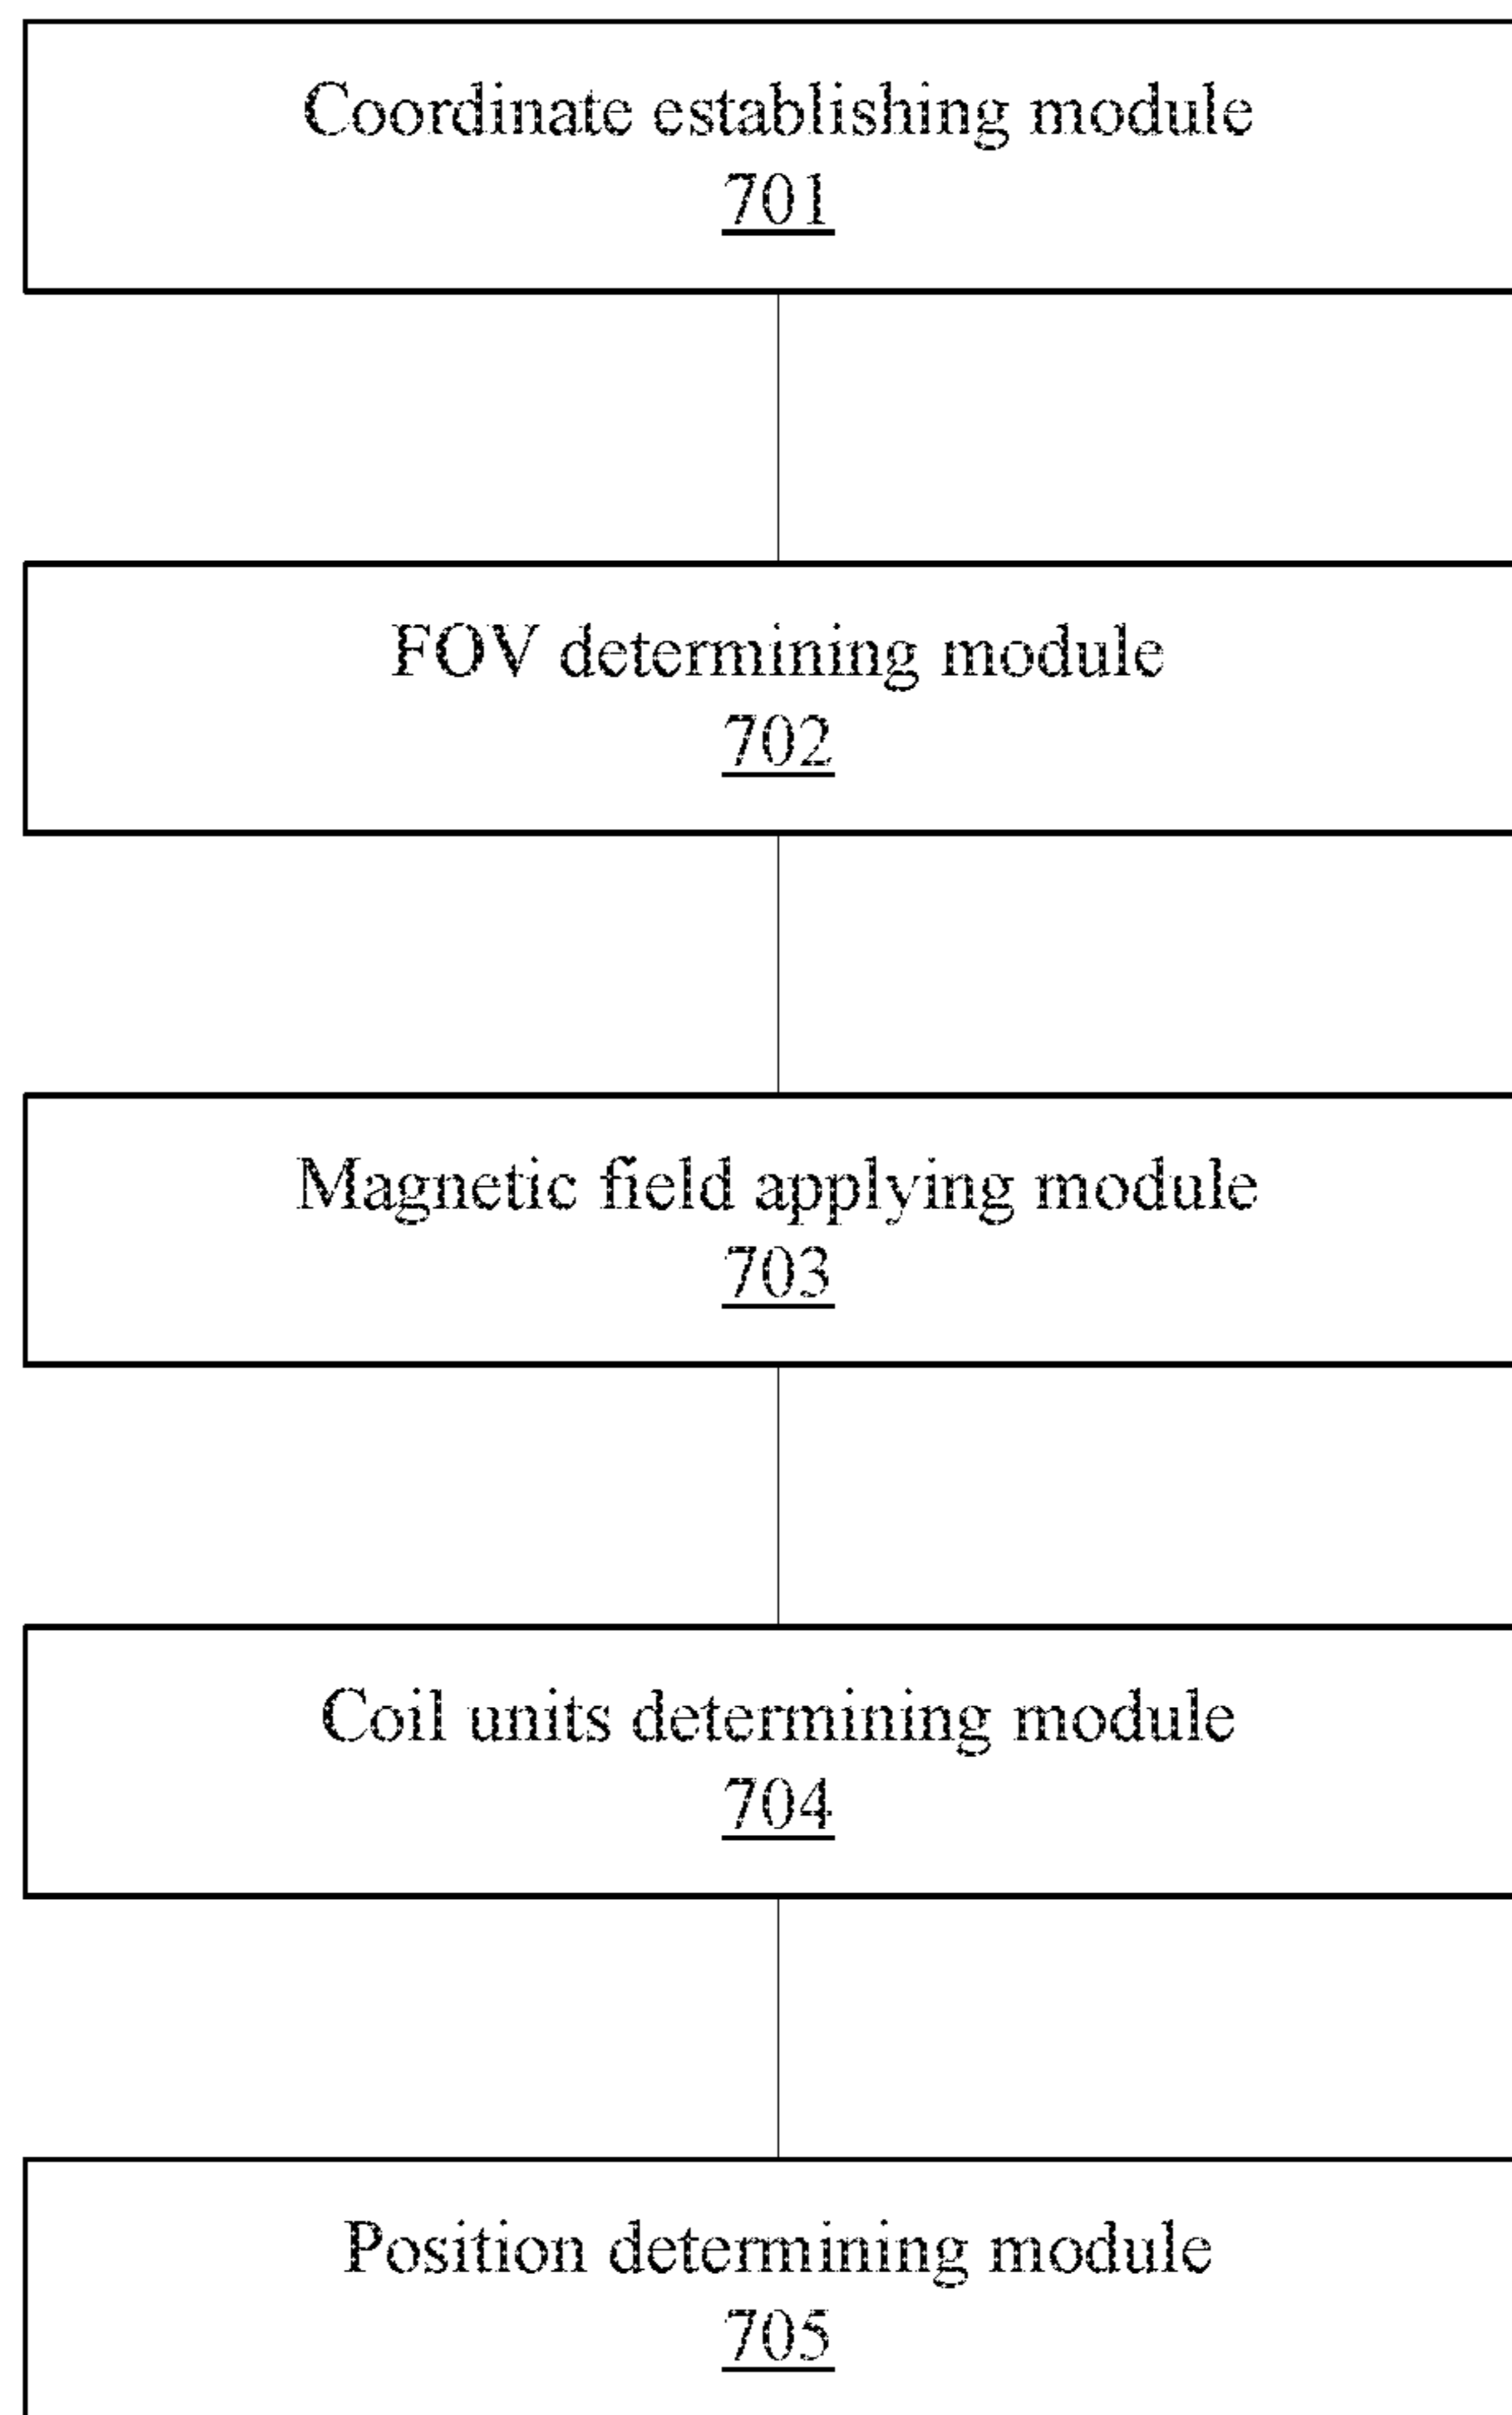 Coordinate establishing module
701
FOV determining module
702
Magnetic field applying module
703
Coil units determining module
704
Position determining module
705